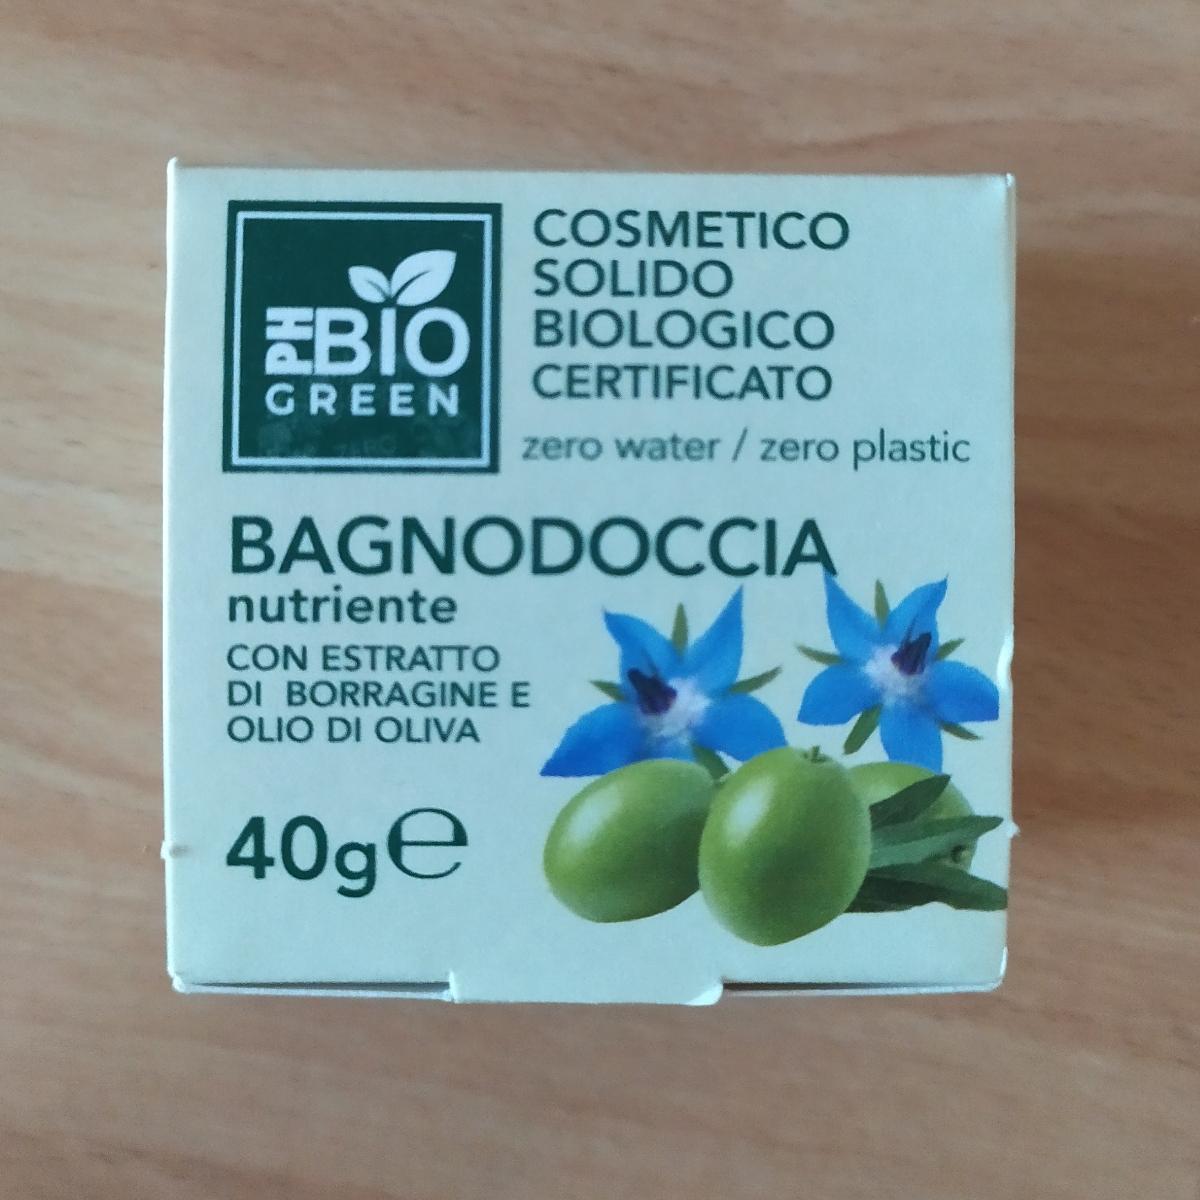 PH BIO
GREEN
COSMETICO
SOLIDO
BIOLOGICO
CERTIFICATO
zero water / zero plastic
BAGNODOCCIA
nutriente
CON ESTRATTO
DI BORRAGINE E
OLIO DI OLIVA
40g e